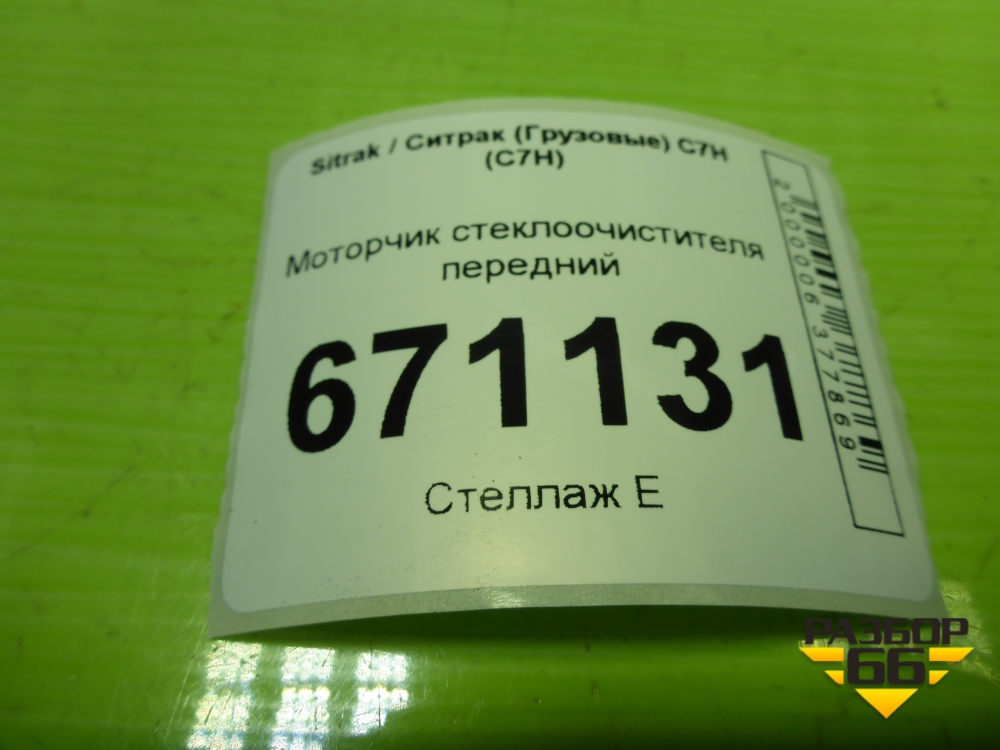 Sitrak / Ситрак (Грузовые) C7H
(C7H)
Моторчик стеклоочистителя
передний
671131
Стеллаж Е
2000006377869
РАЗБОР
66